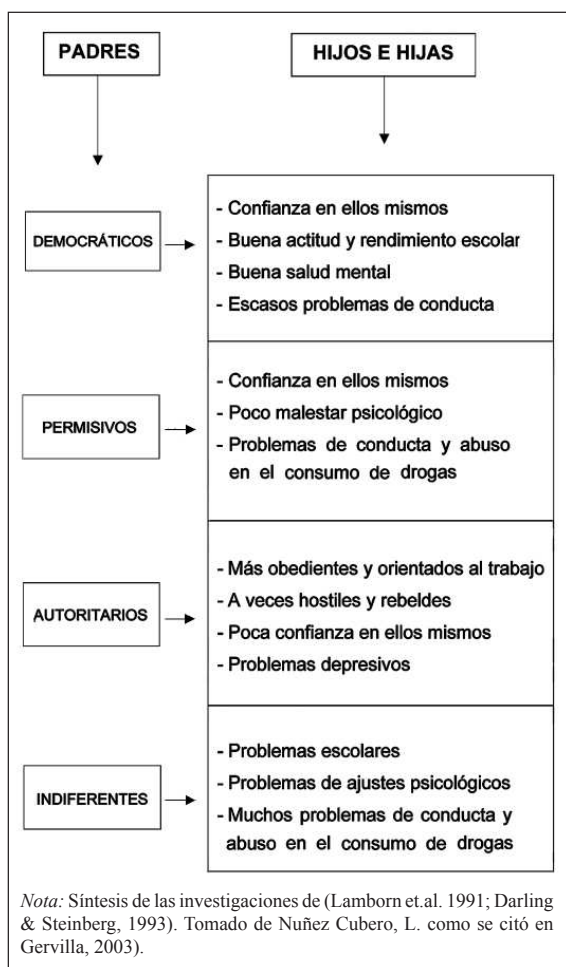 PADRES
HIJOS E HIJAS
DEMOCRÁTICOS
- Confianza en ellos mismos
- Buena actitud y rendimiento escolar
- Buena salud mental
- Escasos problemas de conducta
PERMISIVOS
- Confianza en ellos mismos
- Poco malestar psicológico
- Problemas de conducta y abuso
en el consumo de drogas
AUTORITARIOS
- Más obedientes y orientados al trabajo
- A veces hostiles y rebeldes
- Poca confianza en ellos mismos
- Problemas depresivos
INDIFERENTES
- Problemas escolares
- Problemas de ajustes psicológicos
- Muchos problemas de conducta y
abuso en el consumo de drogas
Nota: Síntesis de las investigaciones de (Lamborn et.al. 1991; Darling
& Steinberg, 1993). Tomado de Nuñez Cubero, L. como se citó en
Gervilla, 2003).